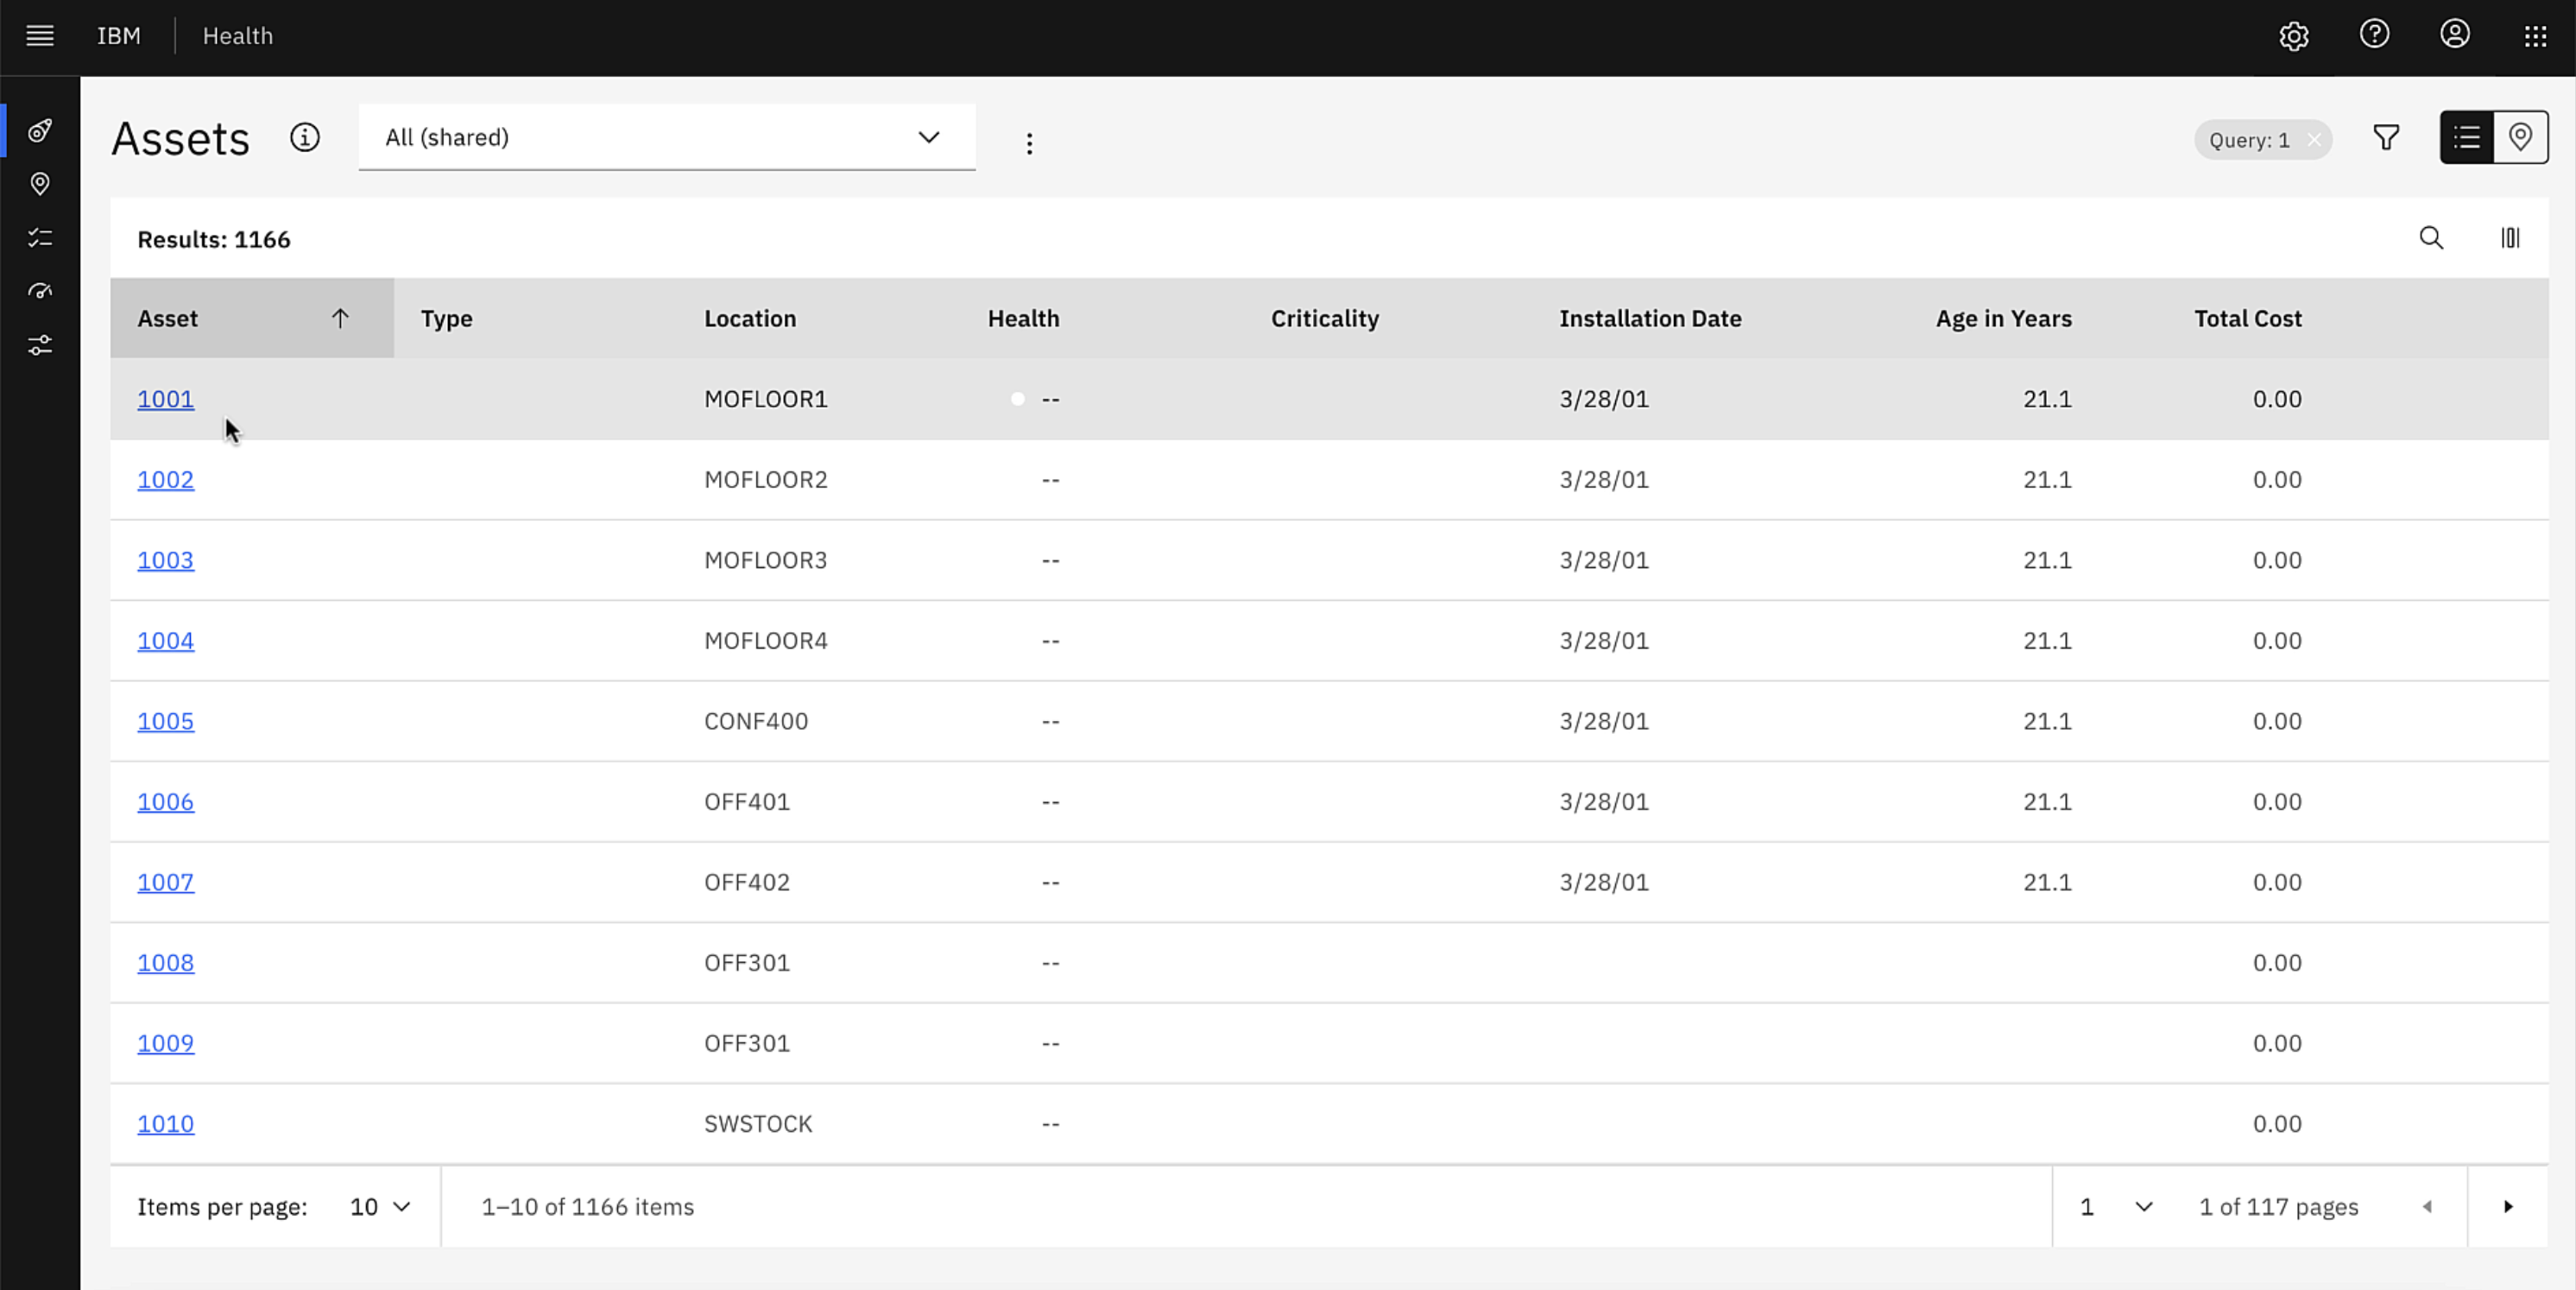 IBM Health
Assets All (shared) Query: 1
Results: 1166
Asset Type Location Health Criticality Installation Date Age in Years Total Cost
1001 MOFLOOR1 -- 3/28/01 21.1 0.00
1002 MOFLOOR2 -- 3/28/01 21.1 0.00
1003 MOFLOOR3 -- 3/28/01 21.1 0.00
1004 MOFLOOR4 -- 3/28/01 21.1 0.00
1005 CONF400 -- 3/28/01 21.1 0.00
1006 OFF401 -- 3/28/01 21.1 0.00
1007 OFF402 -- 3/28/01 21.1 0.00
1008 OFF301 -- 0.00
1009 OFF301 -- 0.00
1010 SWSTOCK -- 0.00
Items per page: 10 1–10 of 1166 items 1 1 of 117 pages